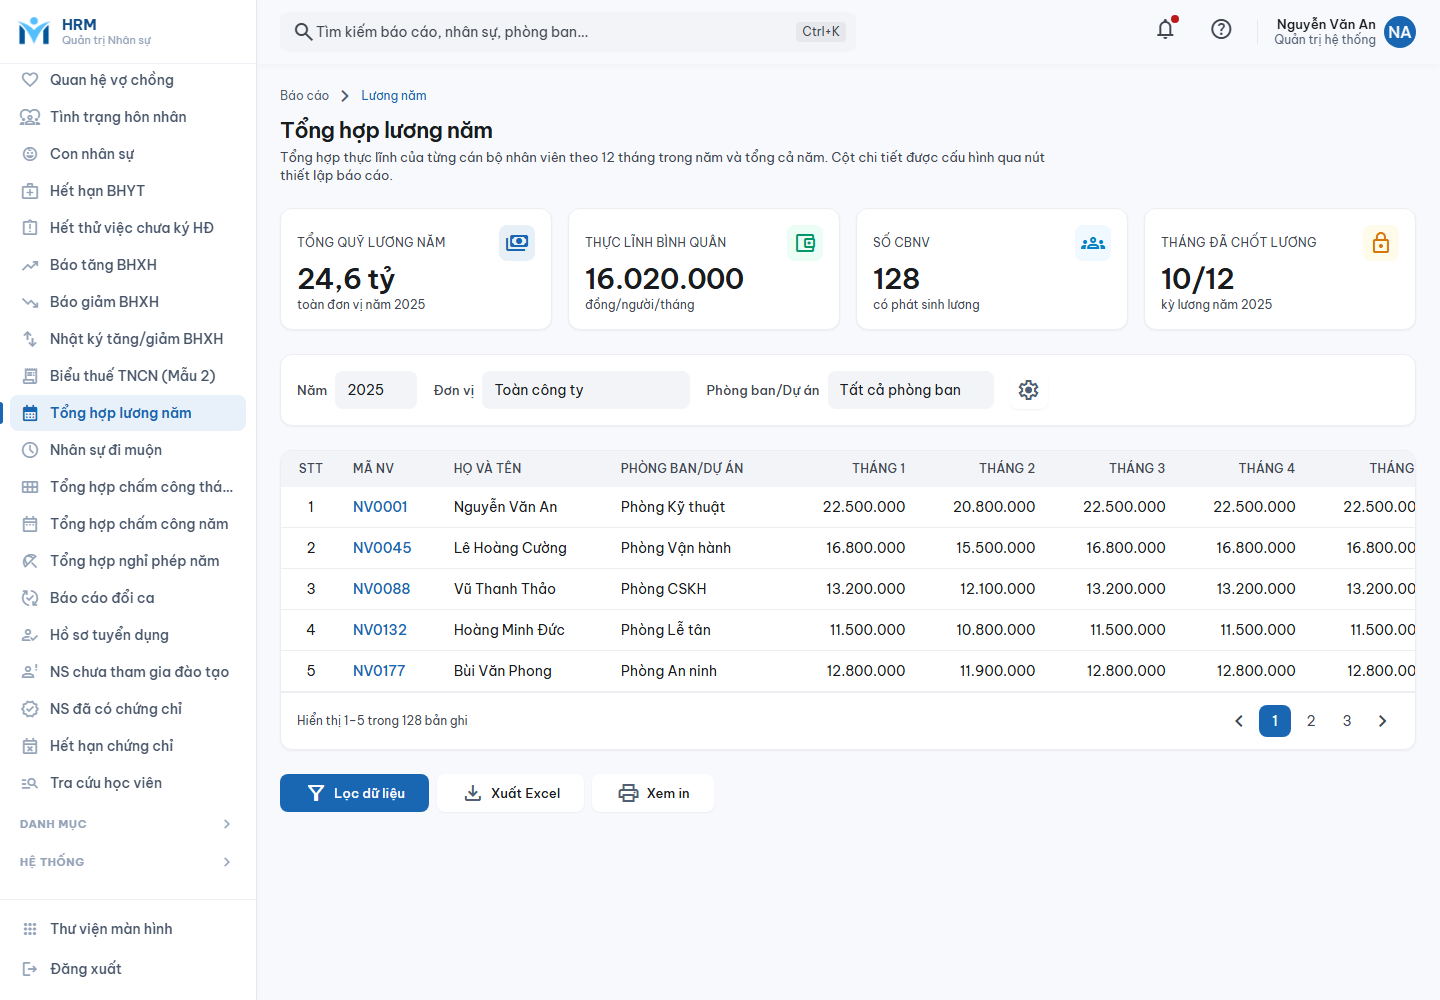 HRM
Quản trị Nhân sự
Quan hệ vợ chồng
Tình trạng hôn nhân
Con nhân sự
Hết hạn BHYT
Hết thử việc chưa ký HĐ
Báo tăng BHXH
Báo giảm BHXH
Nhật ký tăng/giảm BHXH
Biểu thuế TNCN (Mẫu 2)
Tổng hợp lương năm
Nhân sự đi muộn
Tổng hợp chấm công thá...
Tổng hợp chấm công năm
Tổng hợp nghỉ phép năm
Báo cáo đổi ca
Hồ sơ tuyển dụng
NS chưa tham gia đào tạo
NS đã có chứng chỉ
Hết hạn chứng chỉ
Tra cứu học viên
DANH MỤC
HỆ THỐNG
Thư viện màn hình
Đăng xuất
Tìm kiếm báo cáo, nhân sự, phòng ban... Ctrl+K
Nguyễn Văn An
Quản trị hệ thống
NA
Báo cáo > Lương năm
Tổng hợp lương năm
Tổng hợp thực lĩnh của từng cán bộ nhân viên theo 12 tháng trong năm và tổng cả năm. Cột chi tiết được cấu hình qua nút
thiết lập báo cáo.
TỔNG QUỸ LƯƠNG NĂM
24,6 tỷ
toàn đơn vị năm 2025
THỰC LĨNH BÌNH QUÂN
16.020.000
đồng/người/tháng
SỐ CBNV
128
có phát sinh lương
THÁNG ĐÃ CHỐT LƯƠNG
10/12
kỳ lương năm 2025
Năm 2025 Đơn vị Toàn công ty Phòng ban/Dự án Tất cả phòng ban
STT MÃ NV HỌ VÀ TÊN PHÒNG BAN/DỰ ÁN THÁNG 1 THÁNG 2 THÁNG 3 THÁNG 4 THÁNG
1 NV0001 Nguyễn Văn An Phòng Kỹ thuật 22.500.000 20.800.000 22.500.000 22.500.000 22.500.00
2 NV0045 Lê Hoàng Cường Phòng Vận hành 16.800.000 15.500.000 16.800.000 16.800.000 16.800.00
3 NV0088 Vũ Thanh Thảo Phòng CSKH 13.200.000 12.100.000 13.200.000 13.200.000 13.200.00
4 NV0132 Hoàng Minh Đức Phòng Lễ tân 11.500.000 10.800.000 11.500.000 11.500.000 11.500.00
5 NV0177 Bùi Văn Phong Phòng An ninh 12.800.000 11.900.000 12.800.000 12.800.000 12.800.00
Hiển thị 1–5 trong 128 bản ghi
1 2 3
Lọc dữ liệu Xuất Excel Xem in